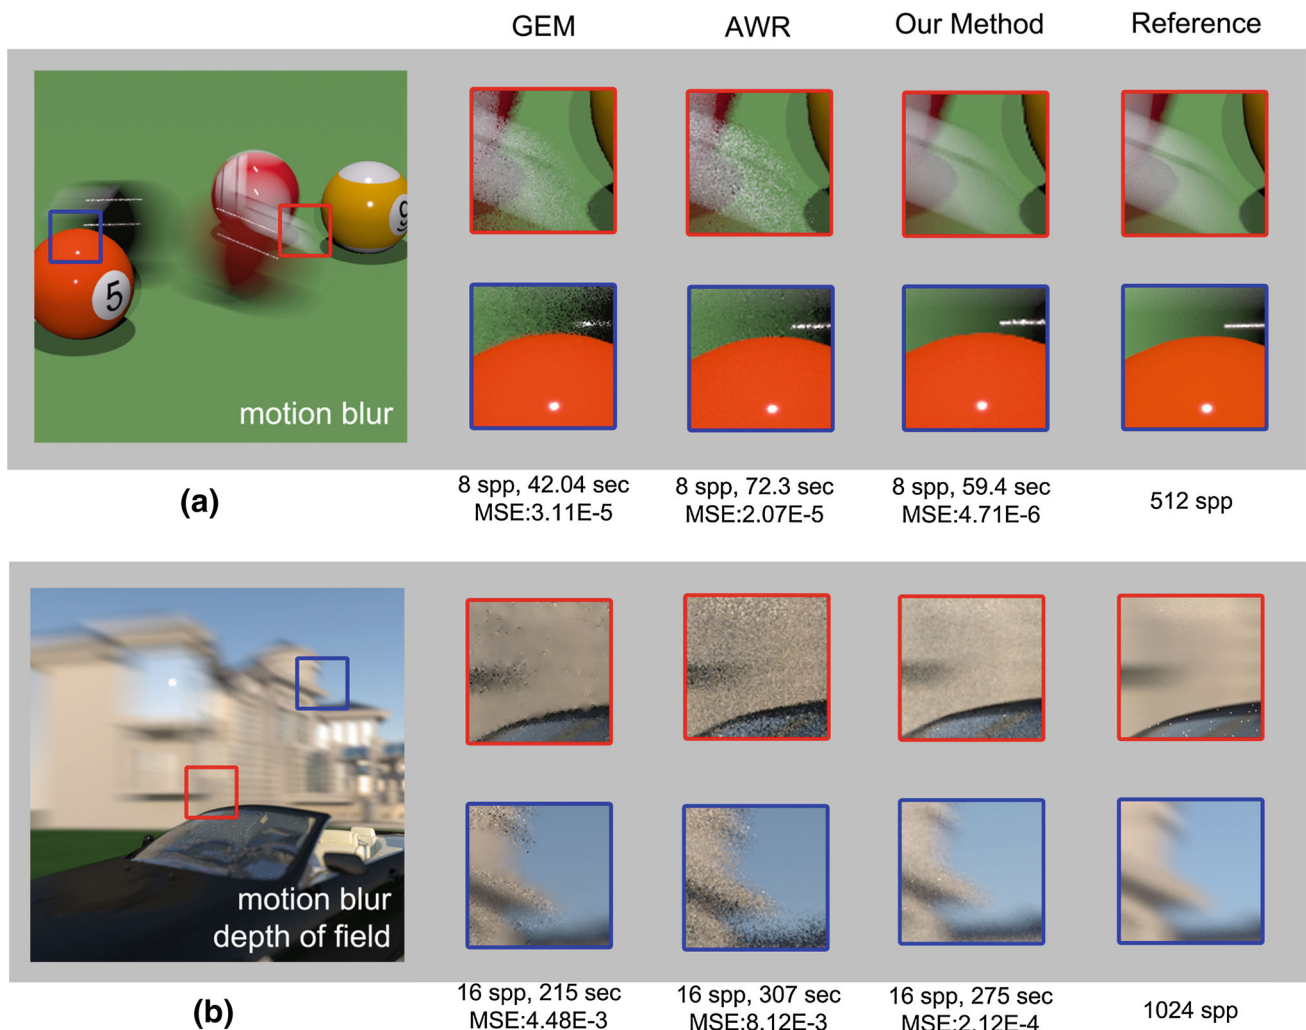 GEM AWR Our Method Reference
5
9
motion blur
8 spp, 42.04 sec 8 spp, 72.3 sec 8 spp, 59.4 sec 512 spp
MSE:3.11E-5 MSE:2.07E-5 MSE:4.71E-6
(a)
motion blur
depth of field
16 spp, 215 sec 16 spp, 307 sec 16 spp, 275 sec 1024 spp
MSE:4.48E-3 MSE:8.12E-3 MSE:2.12E-4
(b)